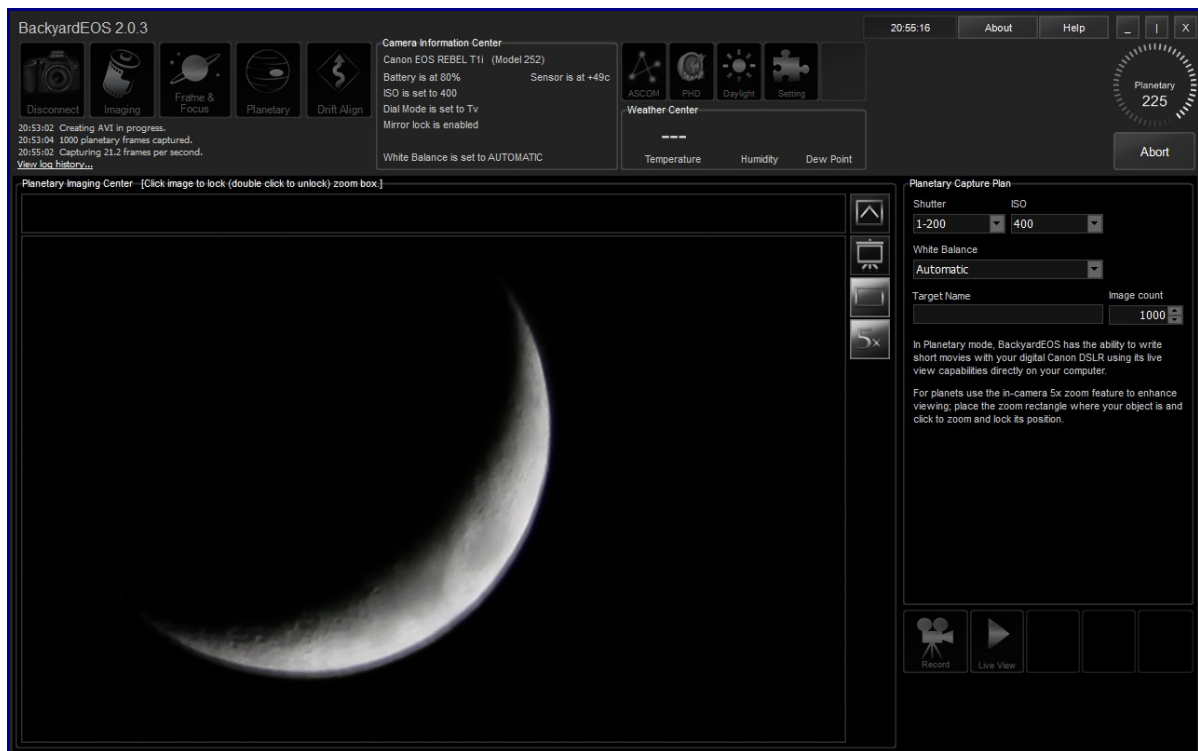 BackyardEOS 2.0.3
20:55:16
About
Help
_ | X
Disconnect
Imaging
Frame &
Focus
Planetary
Drift Align
20:53:02 Creating AVI in progress.
20:53:04 1000 planetary frames captured.
20:55:02 Capturing 21.2 frames per second.
View log history...
Camera Information Center
Canon EOS REBEL T1i (Model 252)
Battery is at 80% Sensor is at +49c
ISO is set to 400
Dial Mode is set to Tv
Mirror lock is enabled
White Balance is set to AUTOMATIC
ASCOM
PHD
Daylight
Setting
Weather Center
---
Temperature Humidity Dew Point
Planetary
225
Abort
Planetary Imaging Center [Click image to lock (double click to unlock) zoom box.]
5x
Planetary Capture Plan
Shutter ISO
1-200 400
White Balance
Automatic
Target Name Image count
1000
In Planetary mode, BackyardEOS has the ability to write
short movies with your digital Canon DSLR using its live
view capabilities directly on your computer.
For planets use the in-camera 5x zoom feature to enhance
viewing; place the zoom rectangle where your object is and
click to zoom and lock its position.
Record
Live View